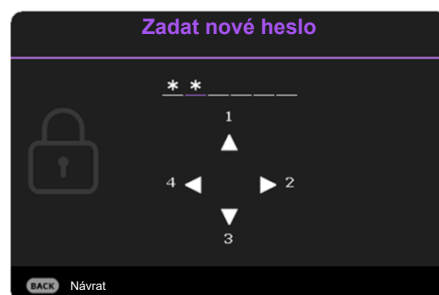 Zadat nové heslo
* * _ _ _ _
1
4 2
3
BACK Návrat